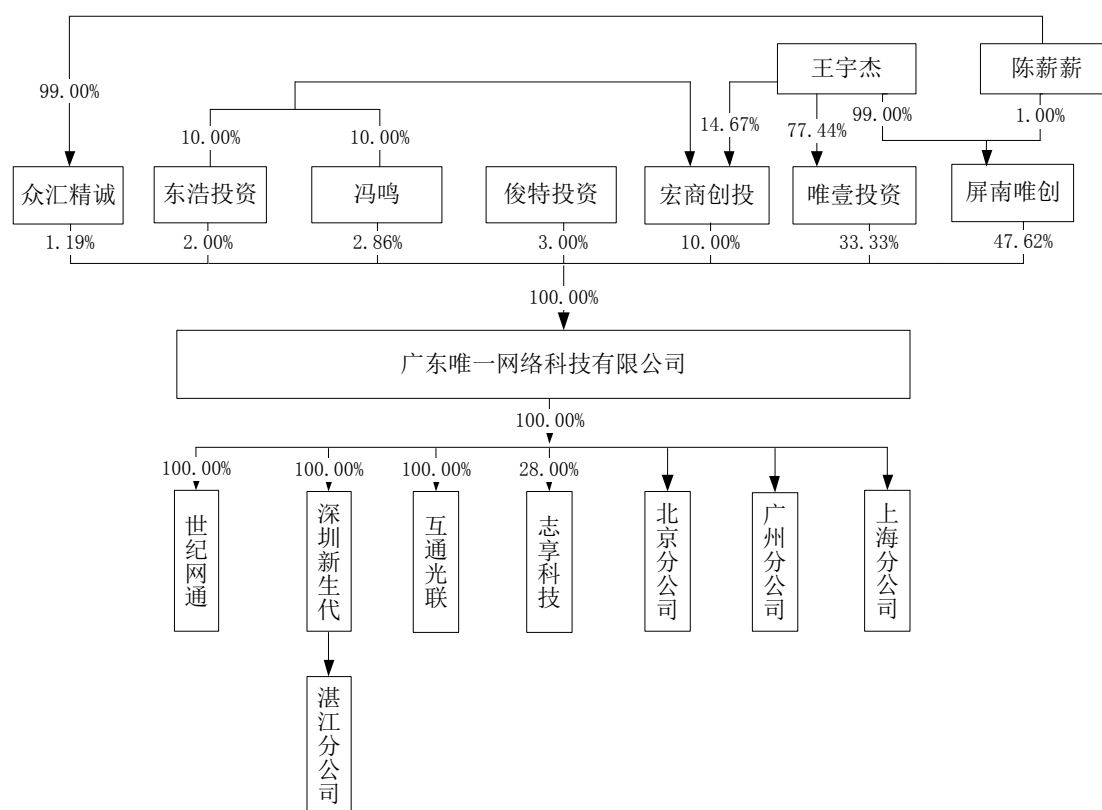 王宇杰
陈薪薪
99.00%
10.00%
10.00%
14.67%
77.44%
99.00%
1.00%
众汇精诚
东浩投资
冯鸣
俊特投资
宏商创投
唯壹投资
屏南唯创
1.19%
2.00%
2.86%
3.00%
10.00%
33.33%
47.62%
100.00%
广东唯一网络科技有限公司
100.00%
100.00%
100.00%
100.00%
28.00%
世纪网通
深圳新生代
互通光联
志享科技
北京分公司
广州分公司
上海分公司
湛江分公司